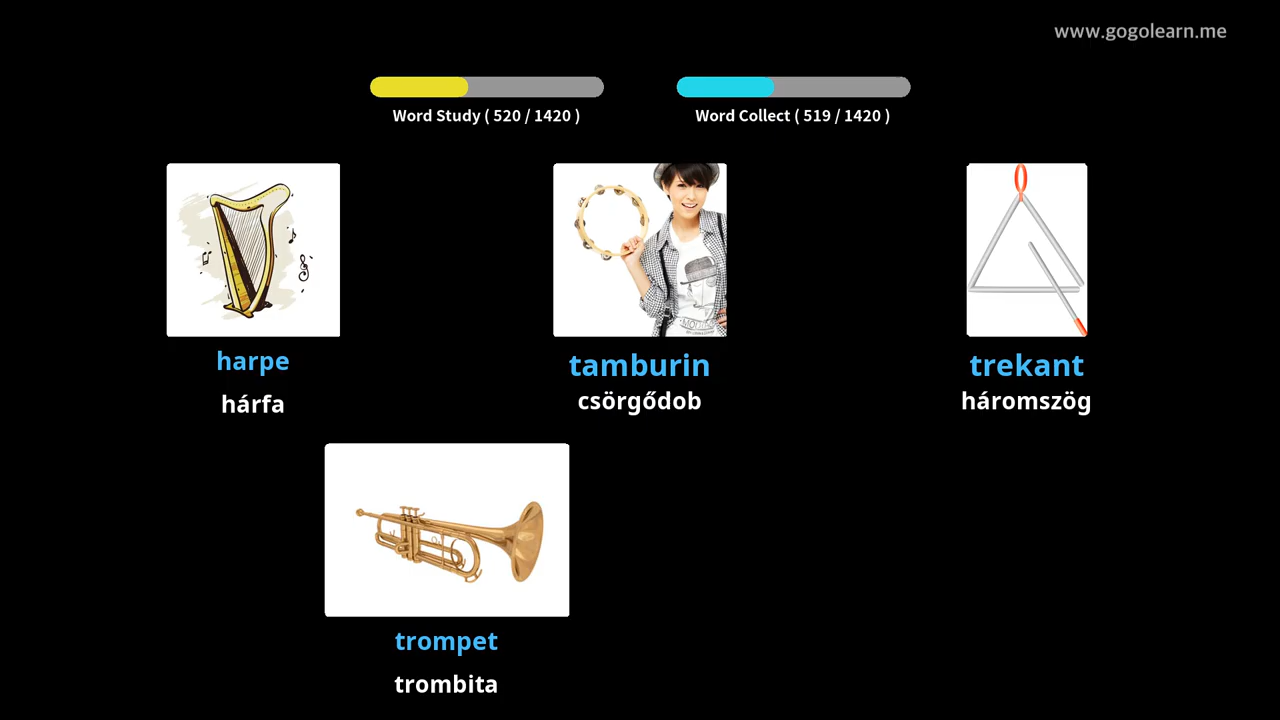 www.gogolearn.me
Word Study ( 520 / 1420 )
Word Collect ( 519 / 1420 )
harpe
hárfa
tamburin
csörgődob
trekant
háromszög
trompet
trombita